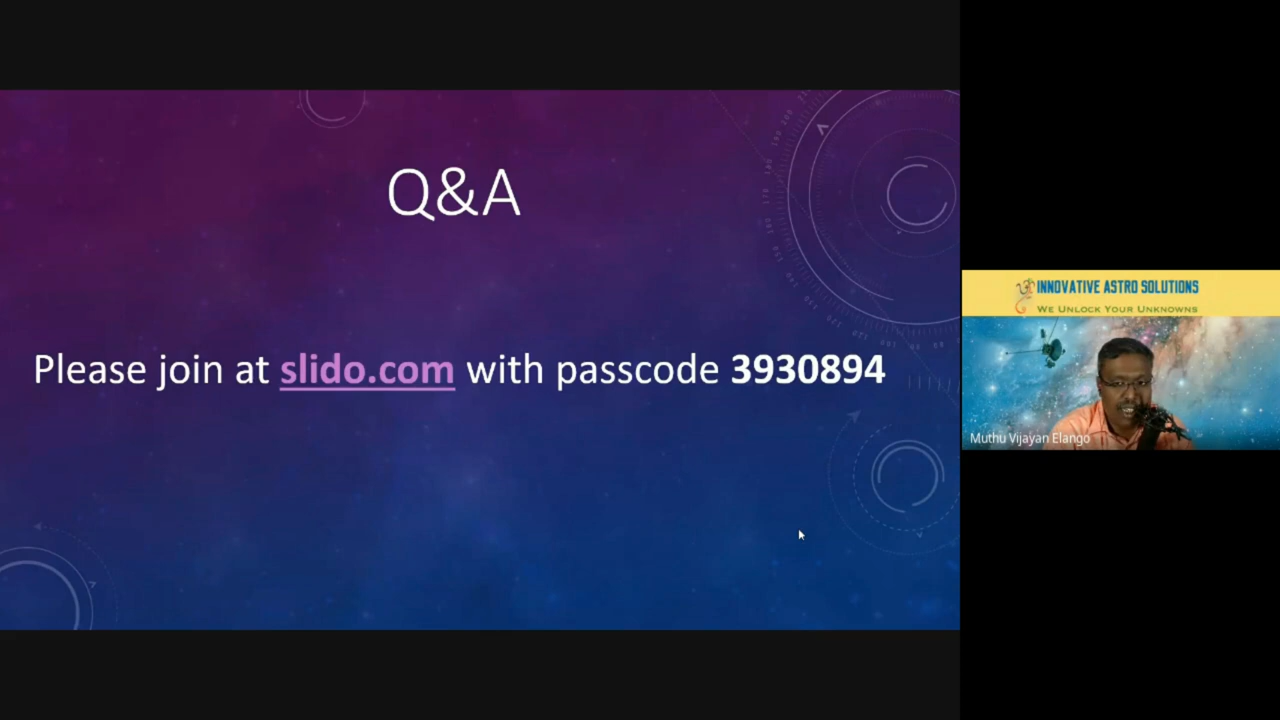 Q&A
Please join at slido.com with passcode 3930894
INNOVATIVE ASTRO SOLUTIONS
WE UNLOCK YOUR UNKNOWNS
Muthu Vijayan Elango